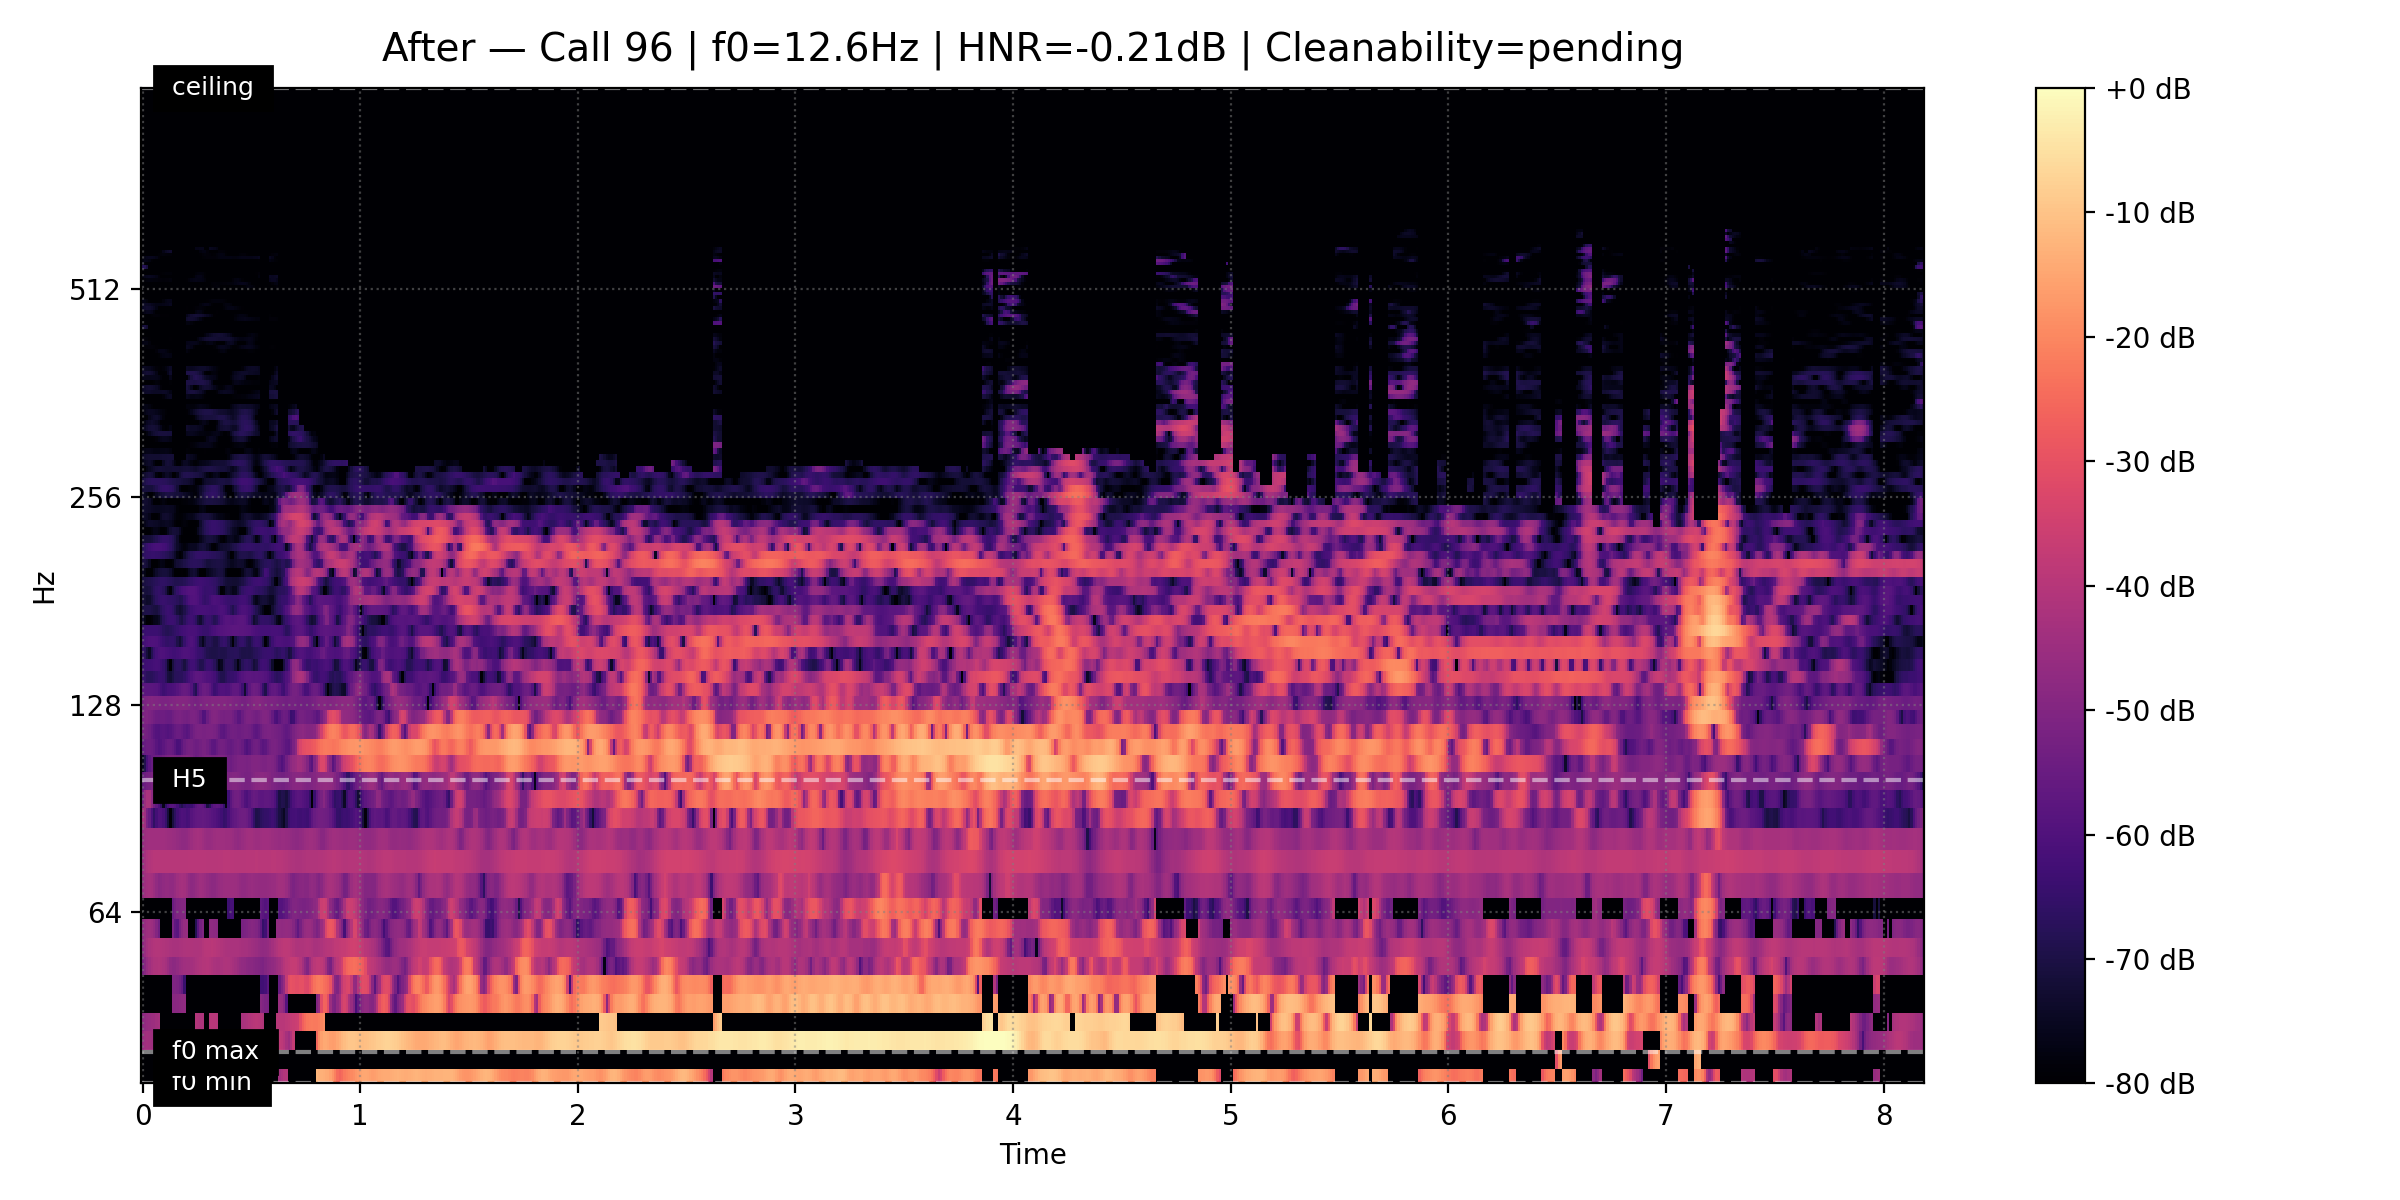 After — Call 96 | f0=12.6Hz | HNR=-0.21dB | Cleanability=pending
ceiling
+0 dB
-10 dB
-20 dB
-30 dB
-40 dB
-50 dB
-60 dB
-70 dB
-80 dB
512
256
128
64
Hz
H5
f0 max
f0 min
0
1
2
3
4
5
6
7
8
Time